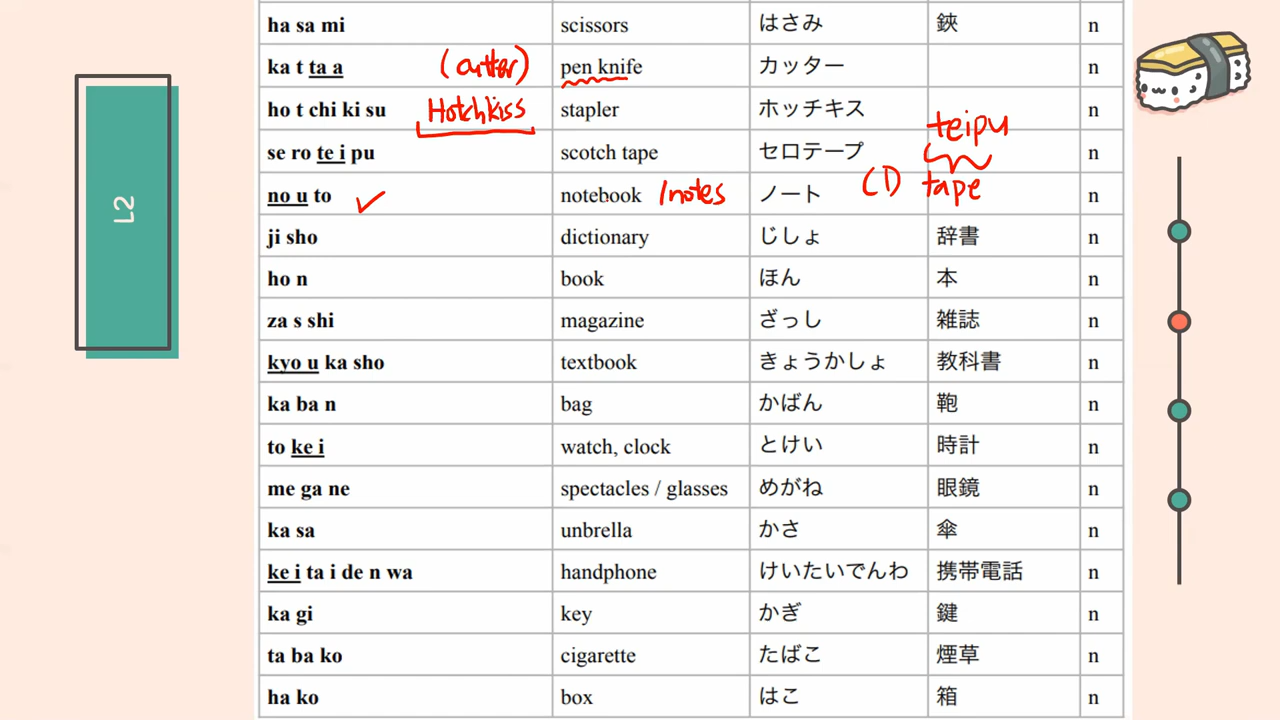 L2
ha sa mi scissors はさみ 鋏 n
ka t ta a (cutter) pen knife カッター n
ho t chi ki su Hotchkiss stapler ホッチキス n
teipu
se ro te i pu scotch tape セロテープ n
no u to notebook /notes ノート tape n
ji sho dictionary じしょ 辞書 n
ho n book ほん 本 n
za s shi magazine ざっし 雑誌 n
kyo u ka sho textbook きょうかしょ 教科書 n
ka ba n bag かばん 鞄 n
to ke i watch, clock とけい 時計 n
me ga ne spectacles / glasses めがね 眼鏡 n
ka sa unbrella かさ 傘 n
ke i ta i de n wa handphone けいたいでんわ 携帯電話 n
ka gi key かぎ 鍵 n
ta ba ko cigarette たばこ 煙草 n
ha ko box はこ 箱 n